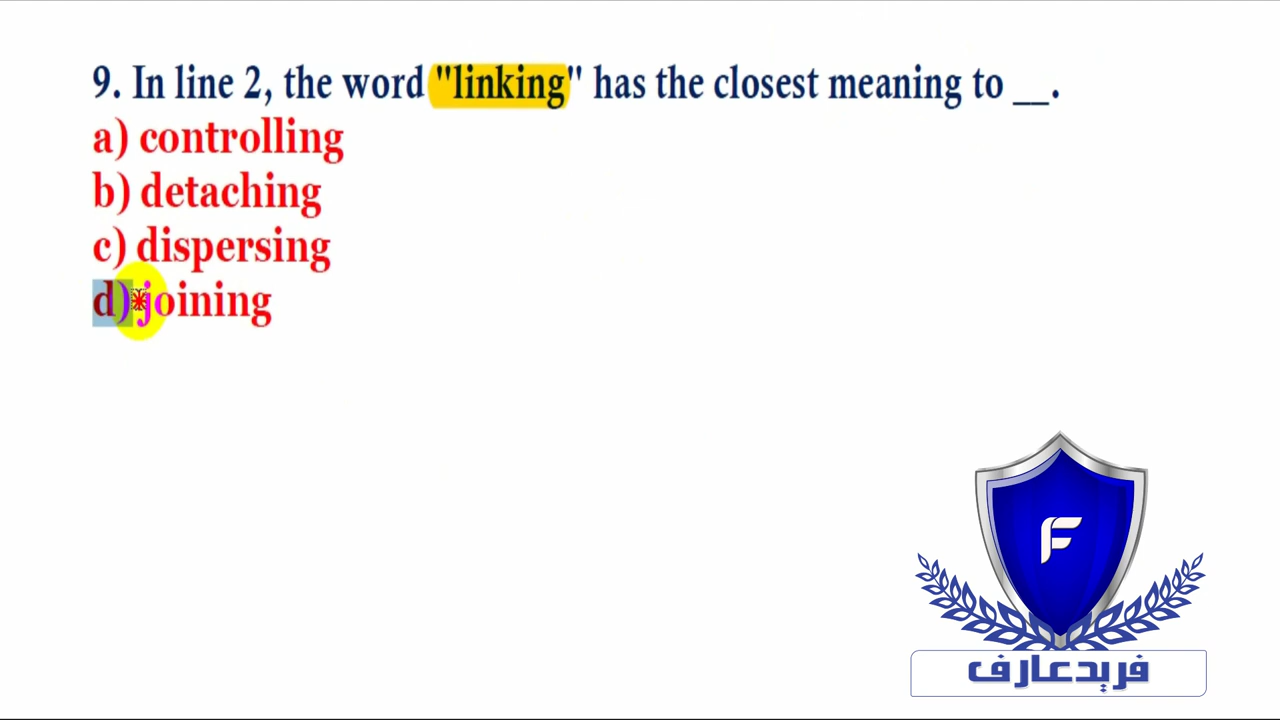 9. In line 2, the word "linking" has the closest meaning to __.
a) controlling
b) detaching
c) dispersing
d) joining
F
فريدعارف